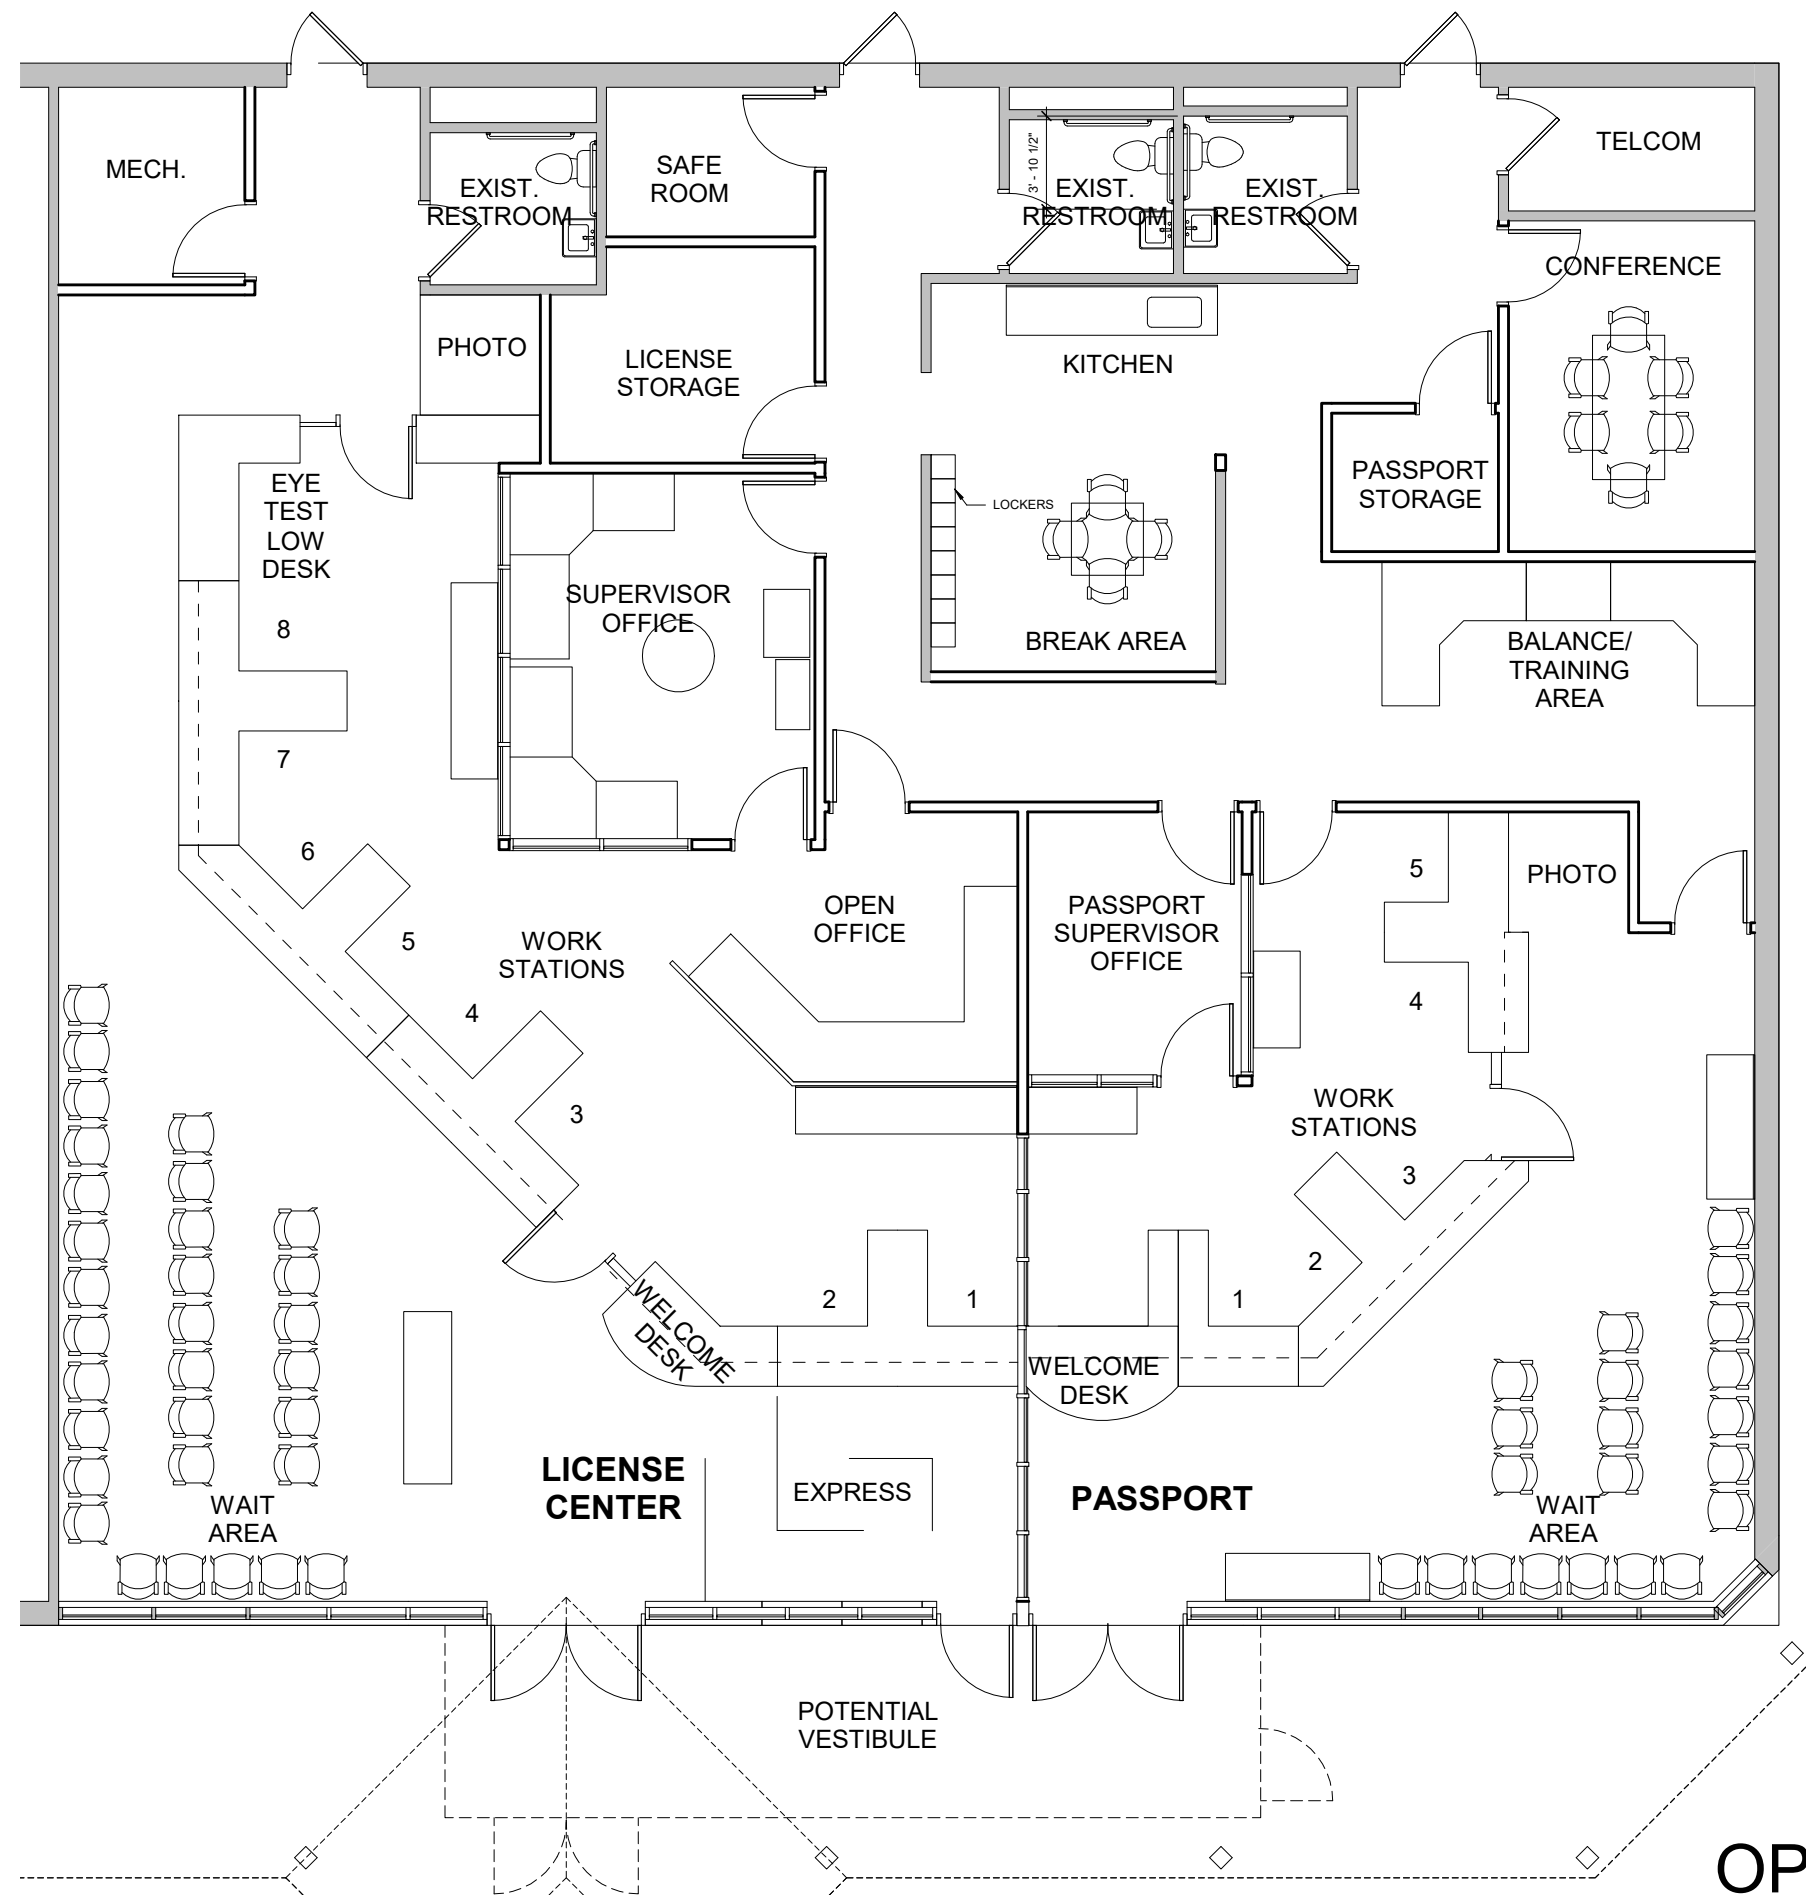 MECH.
EXIST.
RESTROOM
SAFE
ROOM
3' - 10 1/2"
EXIST.
RESTROOM
EXIST.
RESTROOM
TELCOM
CONFERENCE
PHOTO
LICENSE
STORAGE
KITCHEN
EYE
TEST
LOW
DESK
LOCKERS
PASSPORT
STORAGE
SUPERVISOR
OFFICE
BREAK AREA
BALANCE/
TRAINING
AREA
8
7
6
5
4
3
WORK
STATIONS
OPEN
OFFICE
PASSPORT
SUPERVISOR
OFFICE
5
PHOTO
4
WORK
STATIONS
3
2
1
WELCOME
DESK
2
1
WELCOME
DESK
LICENSE
CENTER
EXPRESS
PASSPORT
WAIT
AREA
WAIT
AREA
POTENTIAL
VESTIBULE
OP